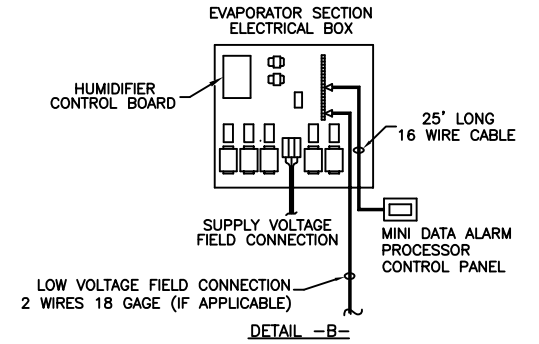 EVAPORATOR SECTION
ELECTRICAL BOX
HUMIDIFIER
CONTROL BOARD
25' LONG
16 WIRE CABLE
SUPPLY VOLTAGE
FIELD CONNECTION
MINI DATA ALARM
PROCESSOR
CONTROL PANEL
LOW VOLTAGE FIELD CONNECTION
2 WIRES 18 GAGE (IF APPLICABLE)
DETAIL -B-